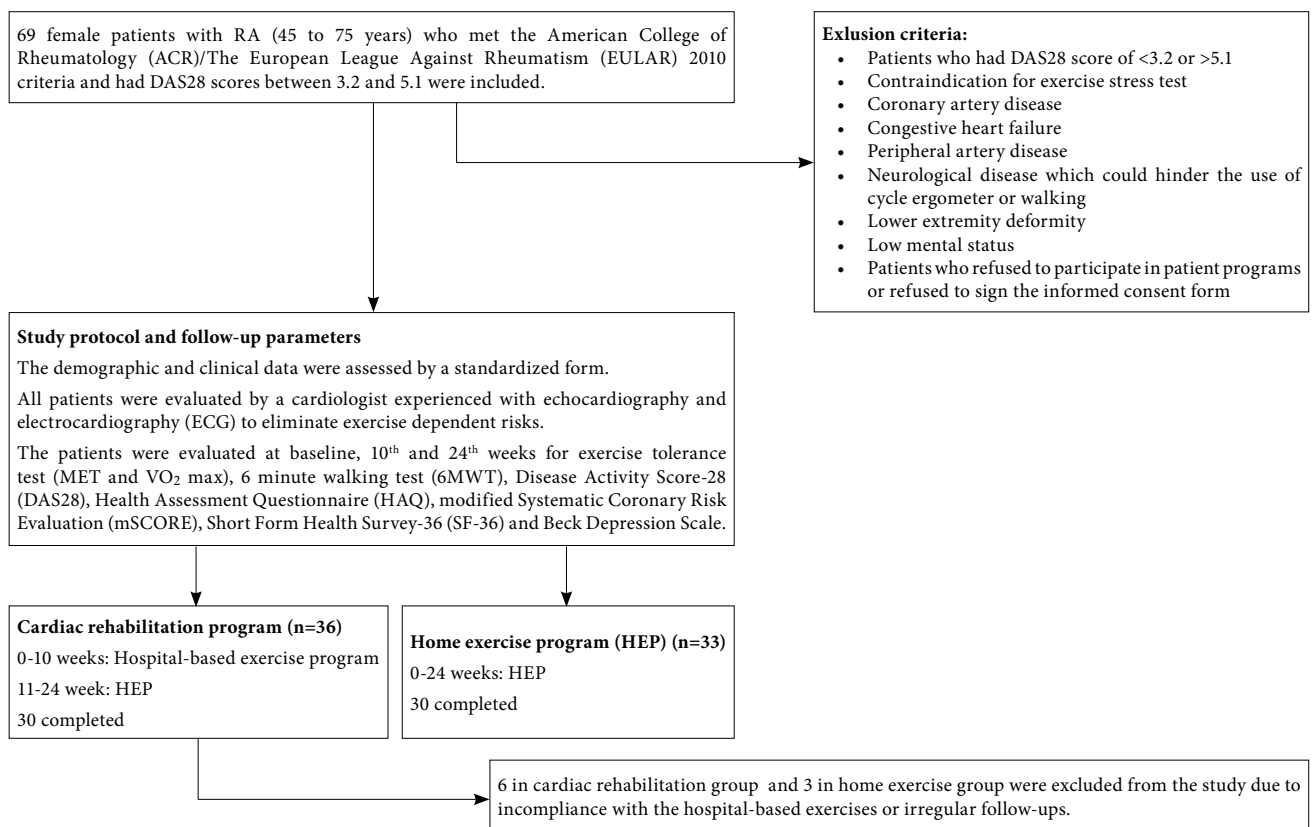 69 female patients with RA (45 to 75 years) who met the American College of
Rheumatology (ACR)/The European League Against Rheumatism (EULAR) 2010
criteria and had DAS28 scores between 3.2 and 5.1 were included.
Exlusion criteria:
• Patients who had DAS28 score of <3.2 or >5.1
• Contraindication for exercise stress test
• Coronary artery disease
• Congestive heart failure
• Peripheral artery disease
• Neurological disease which could hinder the use of
cycle ergometer or walking
• Lower extremity deformity
• Low mental status
• Patients who refused to participate in patient programs
or refused to sign the informed consent form
Study protocol and follow-up parameters
The demographic and clinical data were assessed by a standardized form.
All patients were evaluated by a cardiologist experienced with echocardiography and
electrocardiography (ECG) to eliminate exercise dependent risks.
The patients were evaluated at baseline, 10th and 24th weeks for exercise tolerance
test (MET and VO2 max), 6 minute walking test (6MWT), Disease Activity Score-28
(DAS28), Health Assessment Questionnaire (HAQ), modified Systematic Coronary Risk
Evaluation (mSCORE), Short Form Health Survey-36 (SF-36) and Beck Depression Scale.
Cardiac rehabilitation program (n=36)
0-10 weeks: Hospital-based exercise program
11-24 week: HEP
30 completed
Home exercise program (HEP) (n=33)
0-24 weeks: HEP
30 completed
6 in cardiac rehabilitation group and 3 in home exercise group were excluded from the study due to
incompliance with the hospital-based exercises or irregular follow-ups.